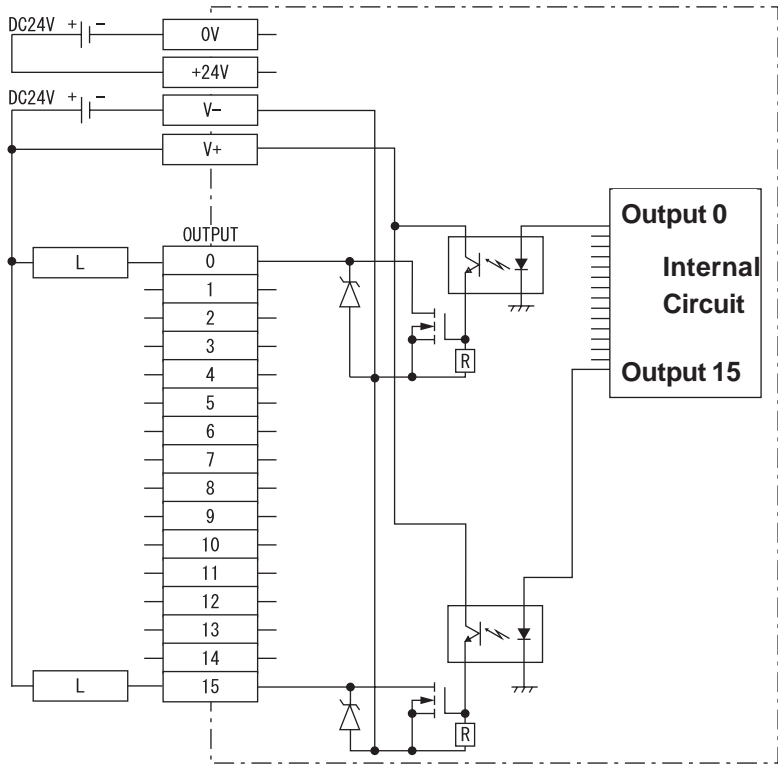 DC24V + − 0V
+24V
DC24V + − V−
V+
OUTPUT
L 0
1
2
3
4
5
6
7
8
9
10
11
12
13
14
L 15
R
R
Output 0
Internal
Circuit
Output 15